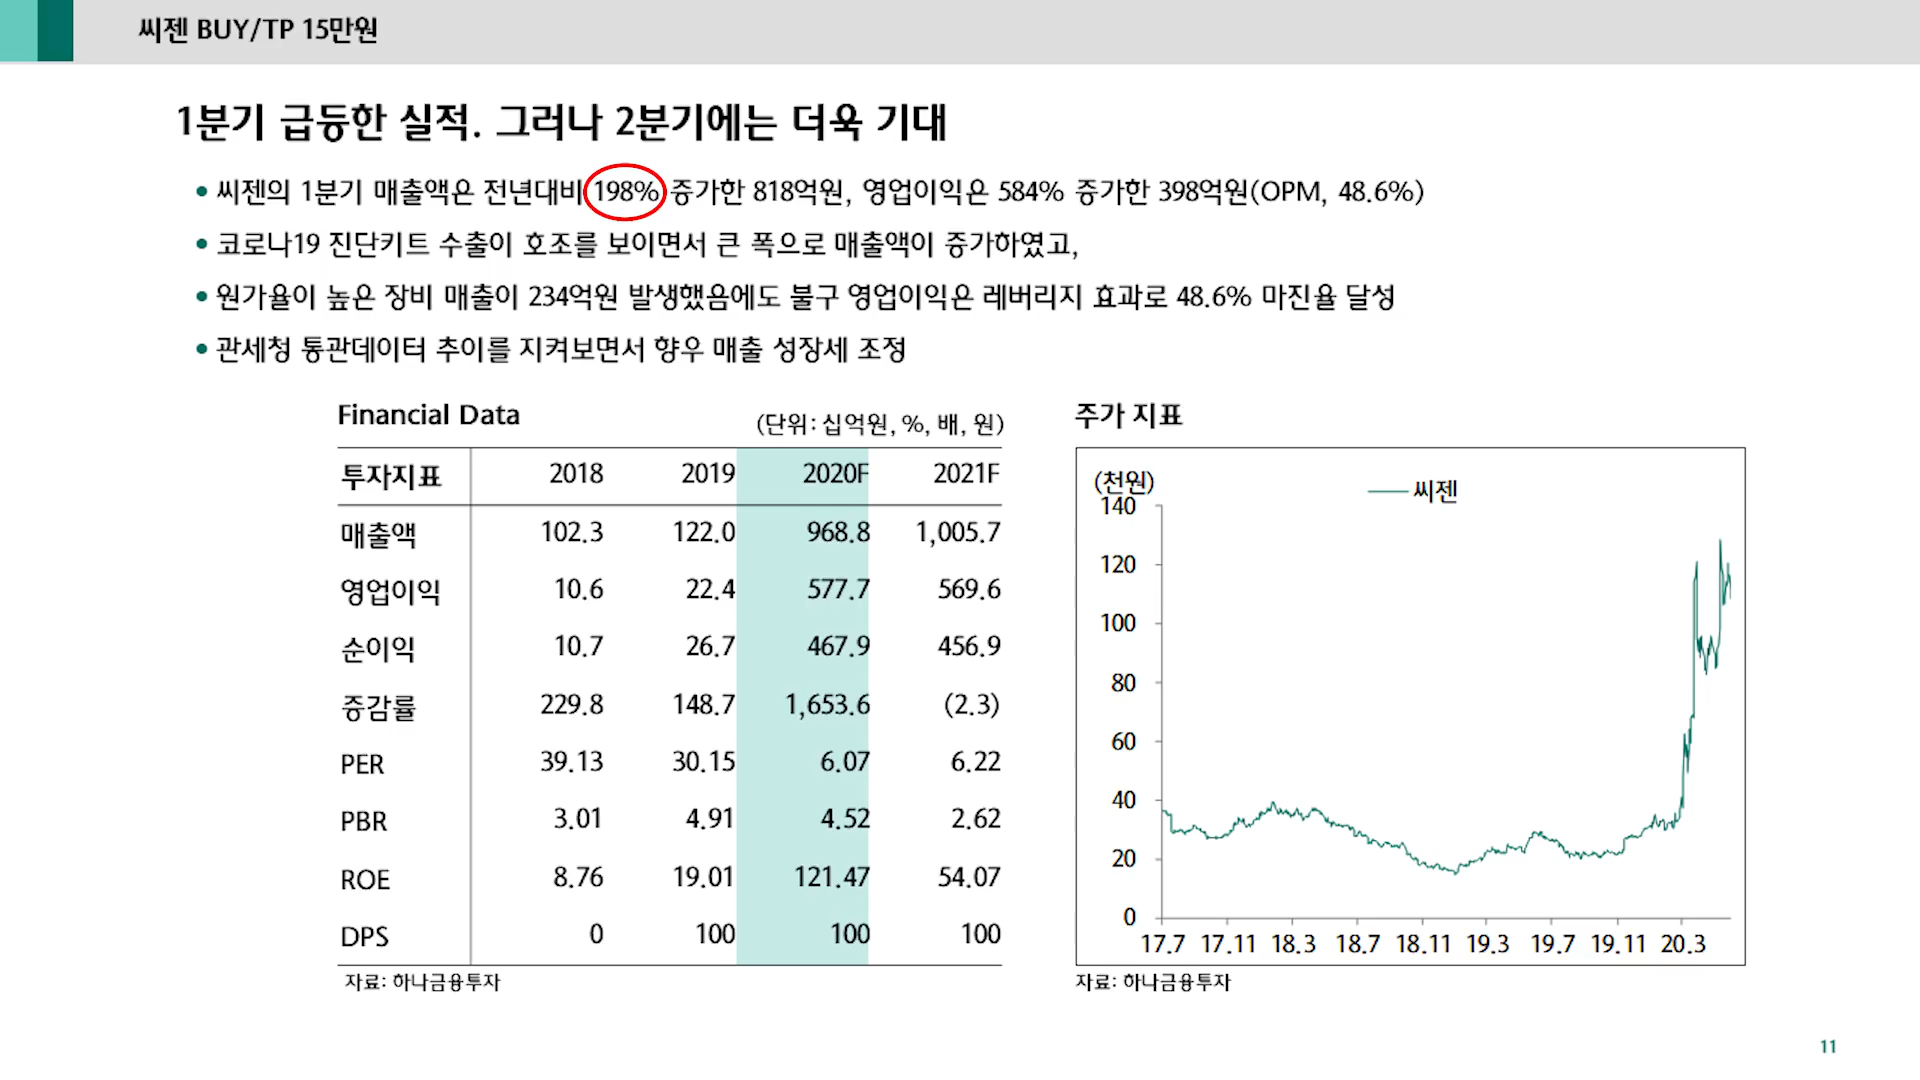 씨젠 BUY/TP 15만원
1분기 급등한 실적. 그러나 2분기에는 더욱 기대
• 씨젠의 1분기 매출액은 전년대비 198% 증가한 818억원, 영업이익은 584% 증가한 398억원(OPM, 48.6%)
• 코로나19 진단키트 수출이 호조를 보이면서 큰 폭으로 매출액이 증가하였고,
• 원가율이 높은 장비 매출이 234억원 발생했음에도 불구 영업이익은 레버리지 효과로 48.6% 마진율 달성
• 관세청 통관데이터 추이를 지켜보면서 향우 매출 성장세 조정
Financial Data (단위: 십억원, %, 배, 원)
투자지표 2018 2019 2020F 2021F
매출액 102.3 122.0 968.8 1,005.7
영업이익 10.6 22.4 577.7 569.6
순이익 10.7 26.7 467.9 456.9
증감률 229.8 148.7 1,653.6 (2.3)
PER 39.13 30.15 6.07 6.22
PBR 3.01 4.91 4.52 2.62
ROE 8.76 19.01 121.47 54.07
DPS 0 100 100 100
자료: 하나금융투자
주가 지표
(천원)
씨젠
140
120
100
80
60
40
20
0
17.7 17.11 18.3 18.7 18.11 19.3 19.7 19.11 20.3
자료: 하나금융투자
11